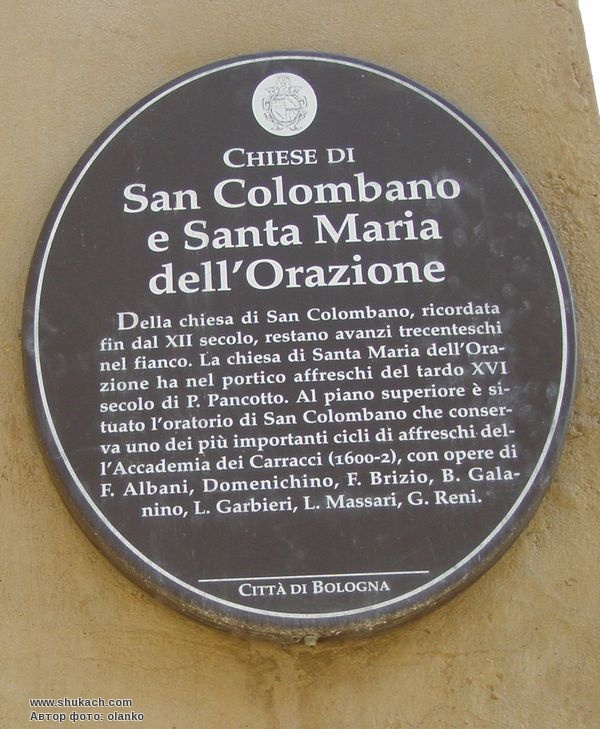 CHIESE DI
San Colombano
e Santa Maria
dell'Orazione
Della chiesa di San Colombano, ricordata
fin dal XII secolo, restano avanzi trecenteschi
nel fianco. La chiesa di Santa Maria dell'Ora-
zione ha nel portico affreschi del tardo XVI
secolo di P. Pancotto. Al piano superiore è si-
tuato l'oratorio di San Colombano che conser-
va uno dei più importanti cicli di affreschi del-
l'Accademia dei Carracci (1600-2), con opere di
F. Albani, Domenichino, F. Brizio, B. Gala-
nino, L. Garbieri, L. Massari, G. Reni.
CITTÀ DI BOLOGNA
www.shukach.com
Автор фото: olanko